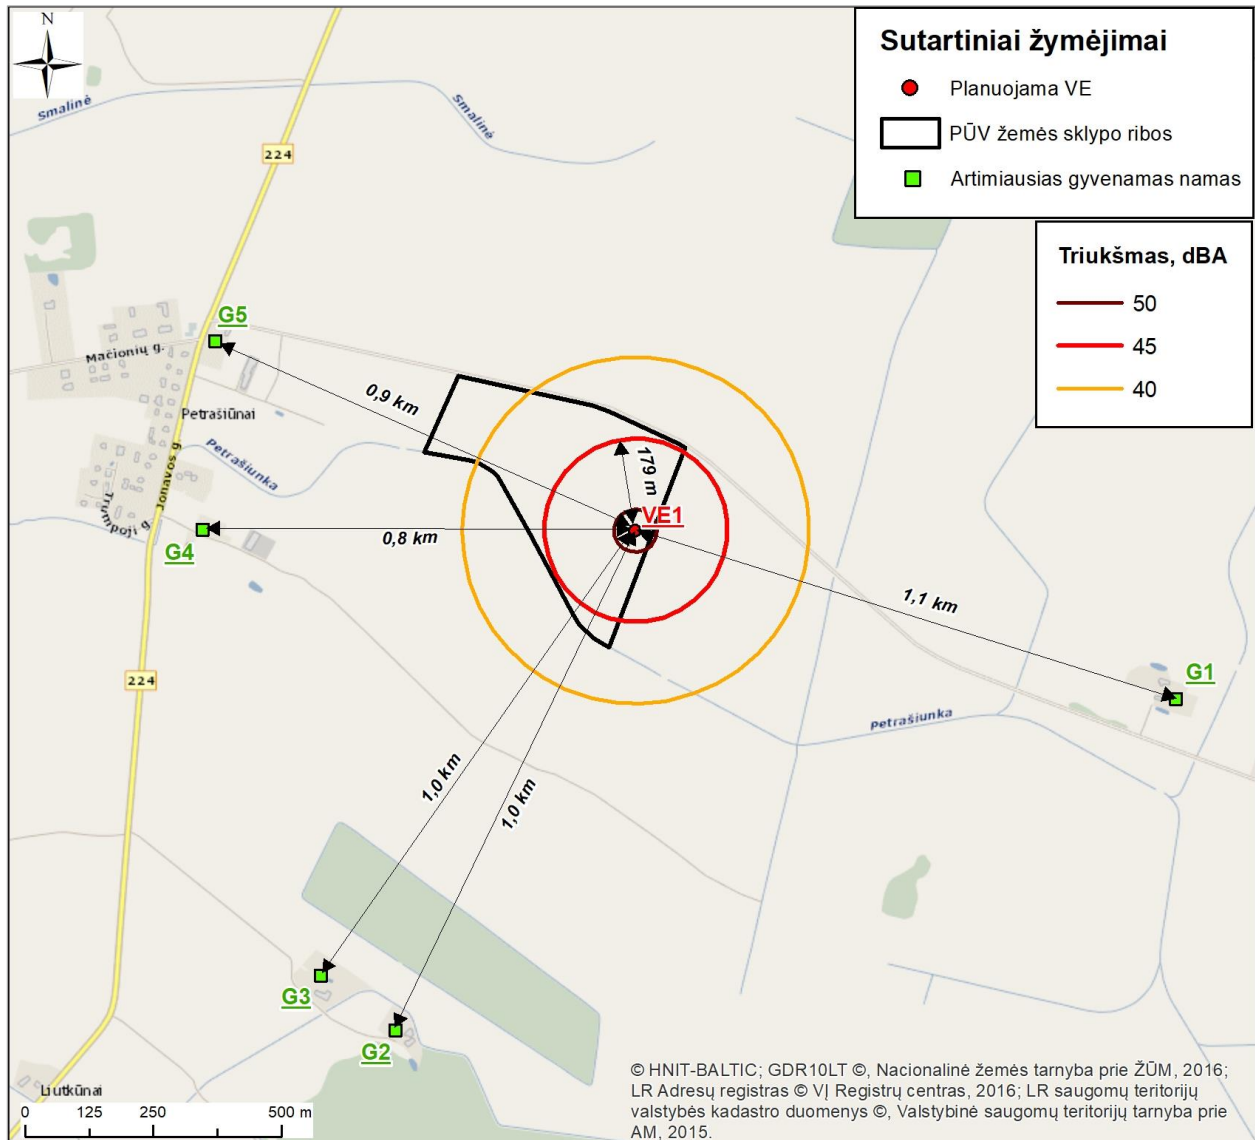 N
Sutartiniai žymėjimai
Planuojama VE
PŪV žemės sklypo ribos
Artimiausias gyvenamas namas
Triukšmas, dBA
50
45
40
Smalinė
Smalinė
224
G5
Mačionių g.
0,9 km
Petrašiūnai
Petrašiunka
Jonavos g.
Trumpoji g.
179 m
VE1
G4
0,8 km
1,1 km
G1
224
Petrašiunka
1,0 km
1,0 km
G3
G2
Liutkūnai
0 125 250 500 m
© HNIT-BALTIC; GDR10LT ©, Nacionalinė žemės tarnyba prie ŽŪM, 2016;
LR Adresų registras © VĮ Registrų centras, 2016; LR saugomų teritorijų
valstybės kadastro duomenys ©, Valstybinė saugomų teritorijų tarnyba prie
AM, 2015.